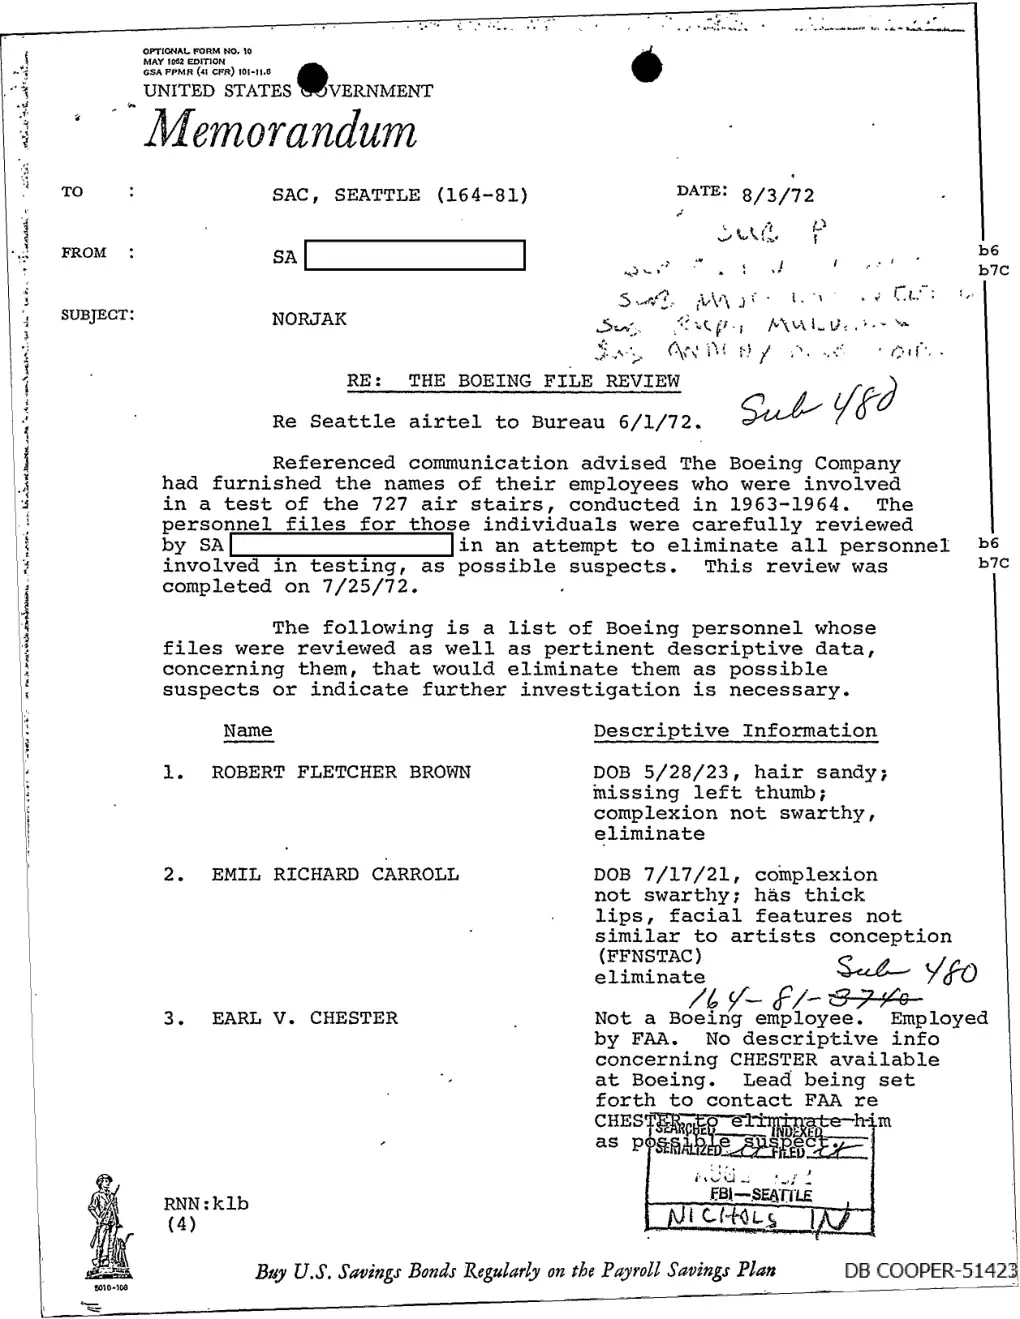 OPTIONAL FORM NO. 10
MAY 1962 EDITION
GSA FPMR (41 CFR) 101-11.6
UNITED STATES GOVERNMENT
Memorandum
TO : SAC, SEATTLE (164-81) DATE: 8/3/72
SUB P
FROM : SA b6
b7C
SUBJECT: NORJAK
RE: THE BOEING FILE REVIEW
Sub 480
Re Seattle airtel to Bureau 6/1/72.
Referenced communication advised The Boeing Company
had furnished the names of their employees who were involved
in a test of the 727 air stairs, conducted in 1963-1964. The
personnel files for those individuals were carefully reviewed
by SA in an attempt to eliminate all personnel b6
involved in testing, as possible suspects. This review was b7C
completed on 7/25/72.
The following is a list of Boeing personnel whose
files were reviewed as well as pertinent descriptive data,
concerning them, that would eliminate them as possible
suspects or indicate further investigation is necessary.
Name Descriptive Information
1. ROBERT FLETCHER BROWN DOB 5/28/23, hair sandy;
missing left thumb;
complexion not swarthy,
eliminate
2. EMIL RICHARD CARROLL DOB 7/17/21, complexion
not swarthy; has thick
lips, facial features not
similar to artists conception
(FFNSTAC)
eliminate Sub 480
164-81-3740
3. EARL V. CHESTER Not a Boeing employee. Employed
by FAA. No descriptive info
concerning CHESTER available
at Boeing. Lead being set
forth to contact FAA re
CHESTER to eliminate him
as possible suspect.
SEARCHED INDEXED
SERIALIZED FILED
FBI—SEATTLE
NICHOLS
RNN:klb
(4)
Buy U.S. Savings Bonds Regularly on the Payroll Savings Plan
5010-108
DB COOPER-51423